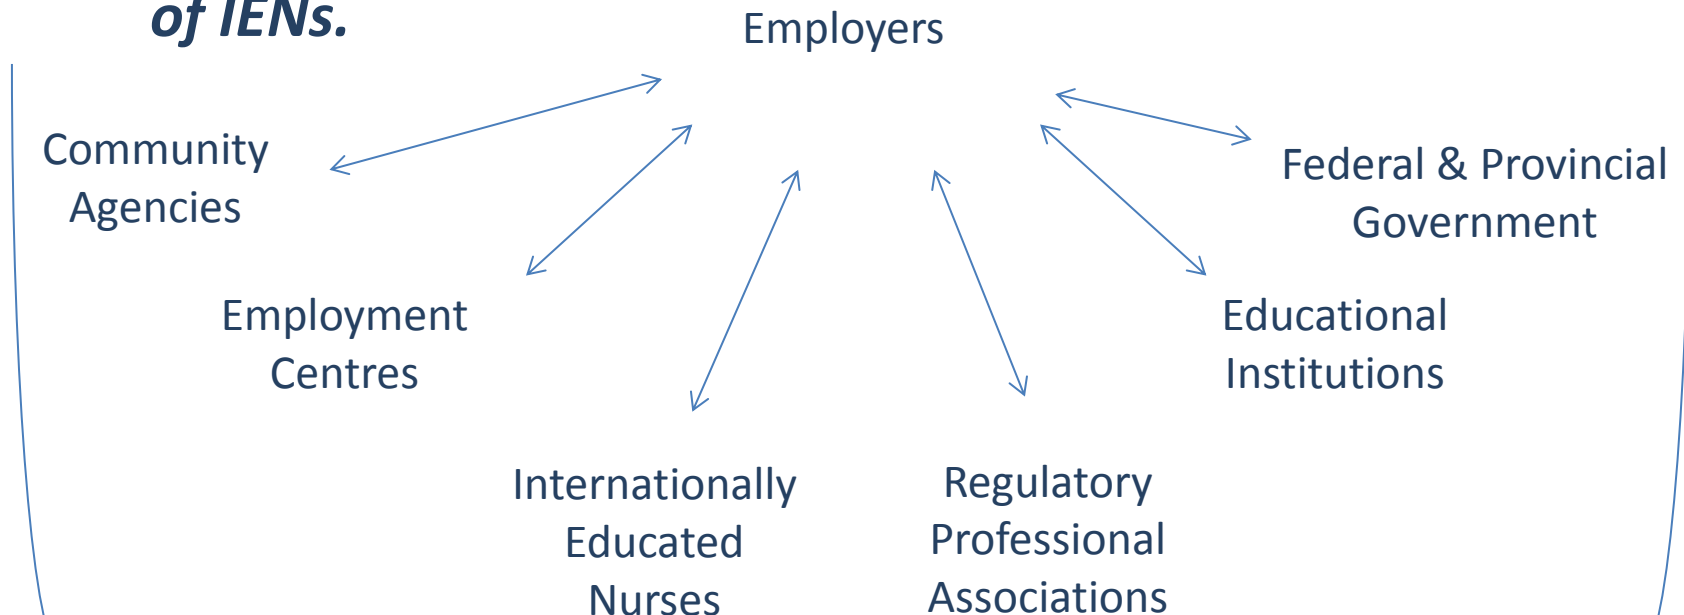 of IENs.
Employers
Community
Agencies
Federal & Provincial
Government
Employment
Centres
Educational
Institutions
Internationally
Educated
Nurses
Regulatory
Professional
Associations